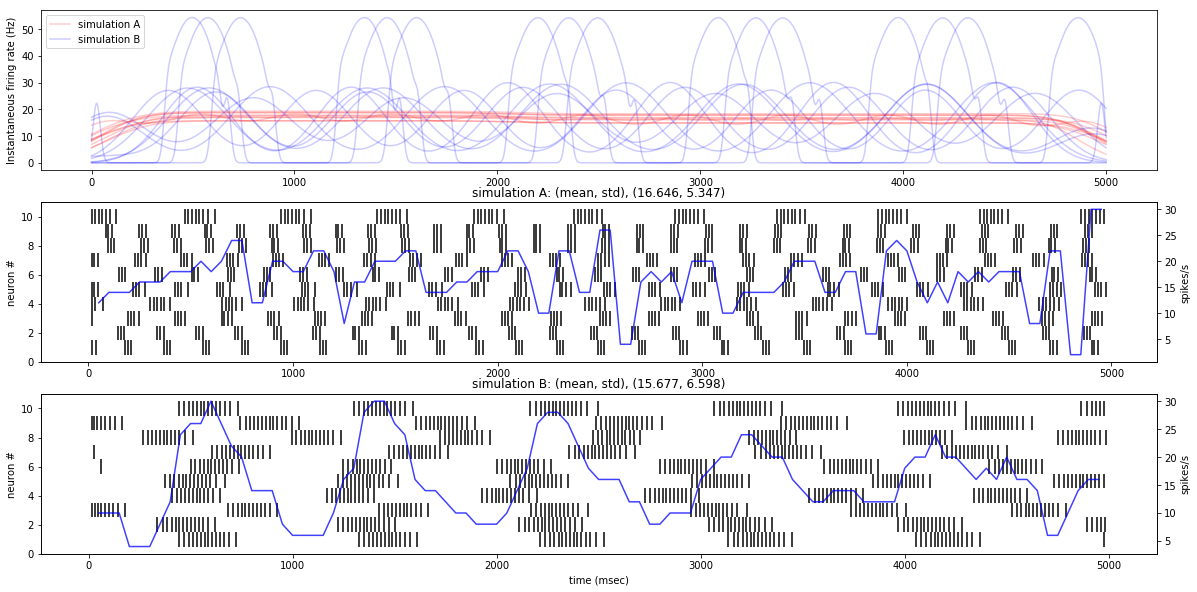 simulation A
simulation B
Instantaneous firing rate (Hz)
50
40
30
20
10
0
0 1000 2000 3000 4000 5000
simulation A: (mean, std), (16.646, 5.347)
neuron #
10
8
6
4
2
0
30
25
20
15
10
5
spikes/s
0 1000 2000 3000 4000 5000
simulation B: (mean, std), (15.677, 6.598)
neuron #
10
8
6
4
2
0
30
25
20
15
10
5
spikes/s
0 1000 2000 3000 4000 5000
time (msec)